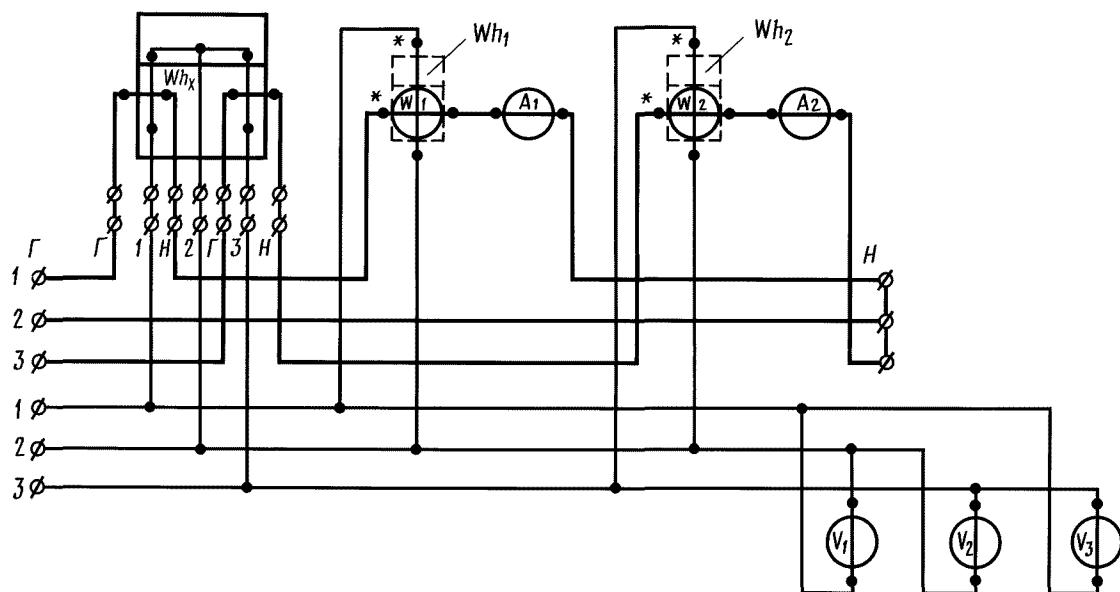 * Wh₁
* Wh₂
Whₓ
* W₁ A₁
* W₂ A₂
Г Г 1 Н 2 Г 3 Н Н
1
2
3
1
2
3
V₁ V₂ V₃